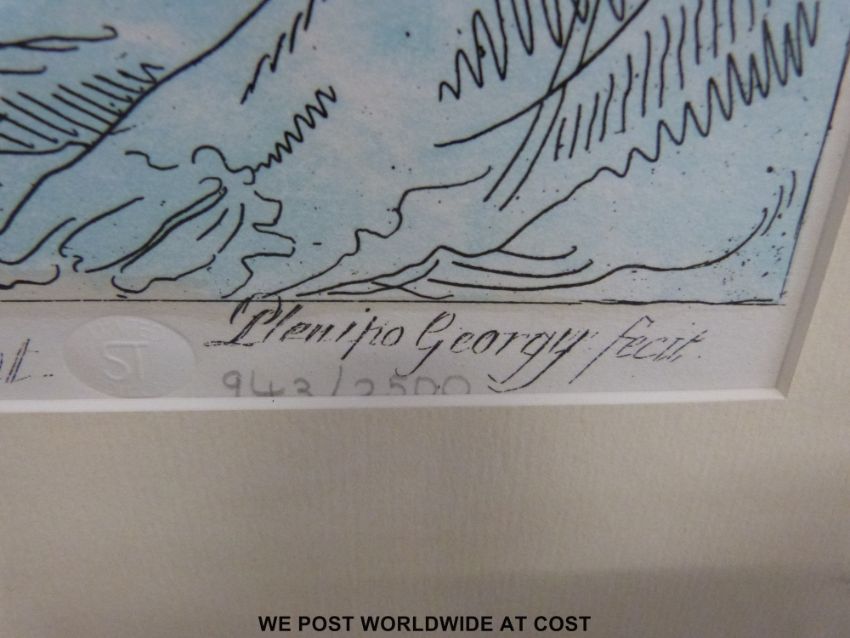 Plenipo Georgy fecit.
ST
943/2500
WE POST WORLDWIDE AT COST